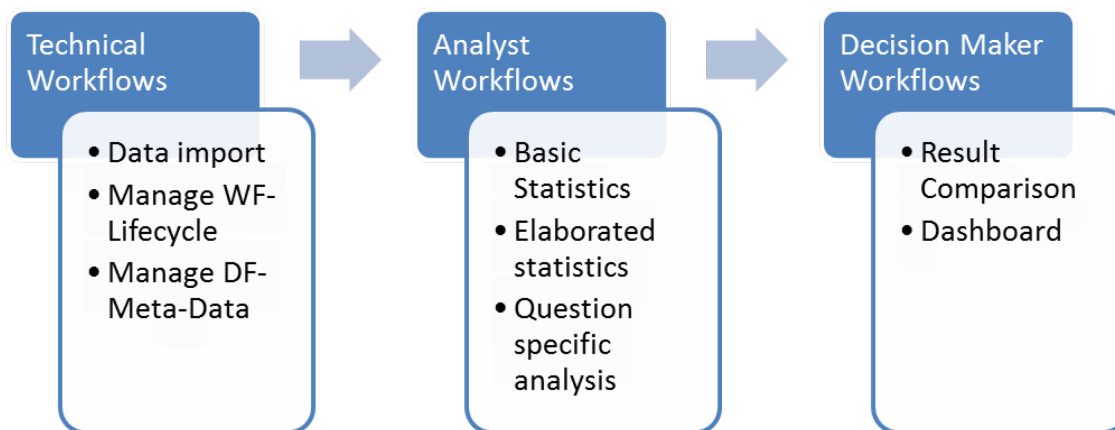 Technical
Workflows
• Data import
• Manage WF-
Lifecycle
• Manage DF-
Meta-Data
Analyst
Workflows
• Basic
Statistics
• Elaborated
statistics
• Question
specific
analysis
Decision Maker
Workflows
• Result
Comparison
• Dashboard